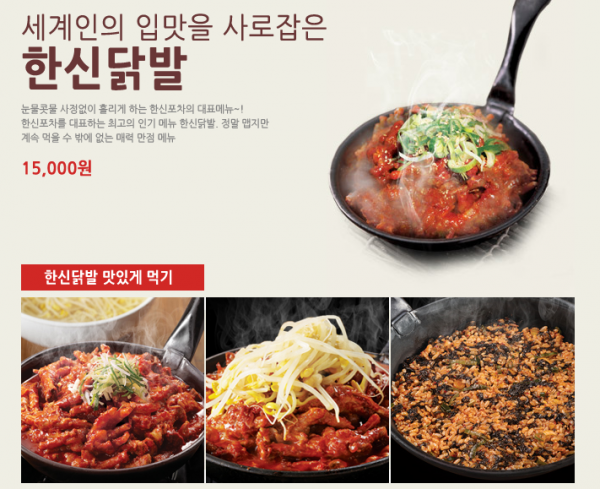 세계인의 입맛을 사로잡은
한신닭발
눈물콧물 사정없이 흘리게 하는 한신포차의 대표메뉴~!
한신포차를 대표하는 최고의 인기 메뉴 한신닭발. 정말 맵지만
계속 먹을 수 밖에 없는 매력 만점 메뉴
15,000원
한신닭발 맛있게 먹기